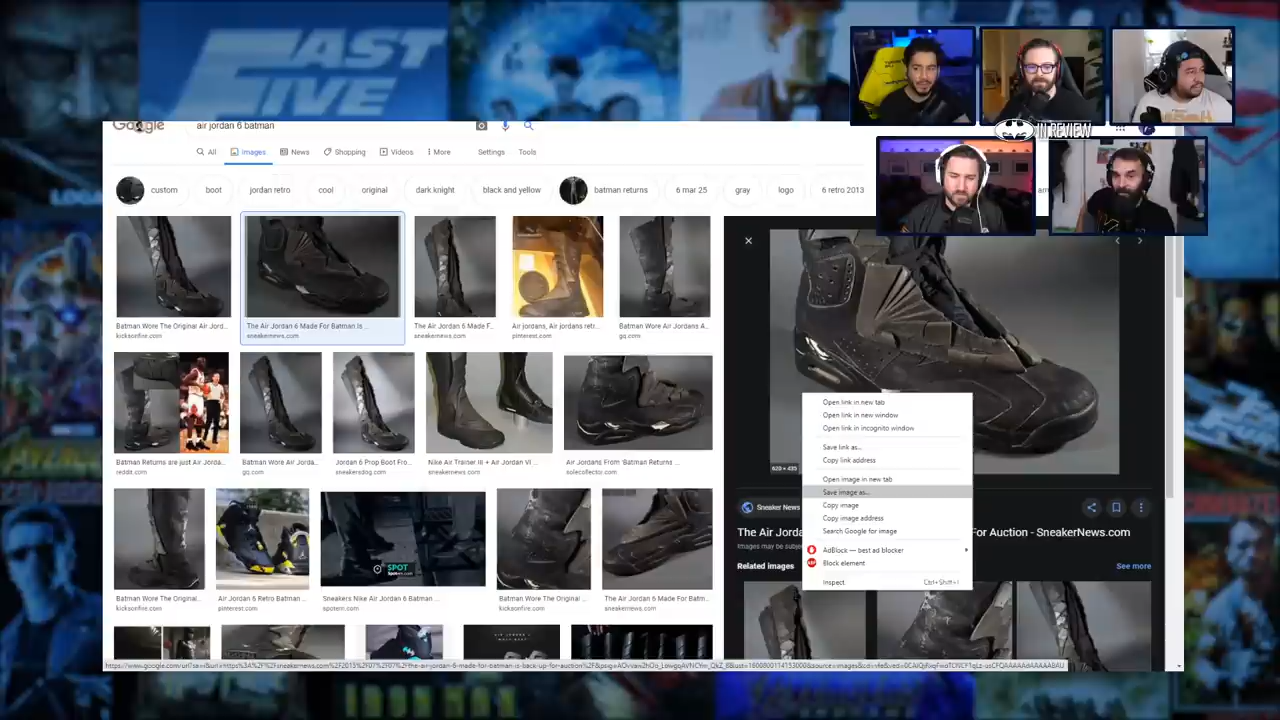 FAST
FIVE
IN REVIEW
Google
air jordan 6 batman
All
Images
News
Shopping
Videos
More
Settings
Tools
custom
boot
jordan retro
cool
original
dark knight
black and yellow
batman returns
6 mar 25
gray
logo
6 retro 2013
Batman Wore The Original Air Jord...
kicksonfire.com
The Air Jordan 6 Made For Batman Is ...
sneakernews.com
The Air Jordan 6 Made F...
sneakernews.com
Air jordans, Air jordans retr...
pinterest.com
Batman Wore Air Jordans A...
gq.com
Batman Returns are just Air Jorda...
reddit.com
Batman Wore Air Jorda...
gq.com
Jordan 6 Prop Boot Fro...
sneakersdog.com
Nike Air Trainer III + Air Jordan VI ...
sneakernews.com
Air Jordans From 'Batman Returns ...
solecollector.com
SPOT
Batman Wore The Original...
kicksonfire.com
Air Jordan 6 Retro Batman ...
pinterest.com
Sneakers Nike Air Jordan 6 Batman ...
spotern.com
Batman Wore The Original ...
kicksonfire.com
The Air Jordan 6 Made For Batm...
sneakernews.com
620 × 435
Open link in new tab
Open link in new window
Open link in incognito window
Save link as...
Copy link address
Open image in new tab
Save image as...
Copy image
Copy image address
Search Google for image
AdBlock — best ad blocker
Block element
Inspect
Ctrl+Shift+I
Sneaker News
The Air Jorda
For Auction - SneakerNews.com
Images may be subje
Related images
See more